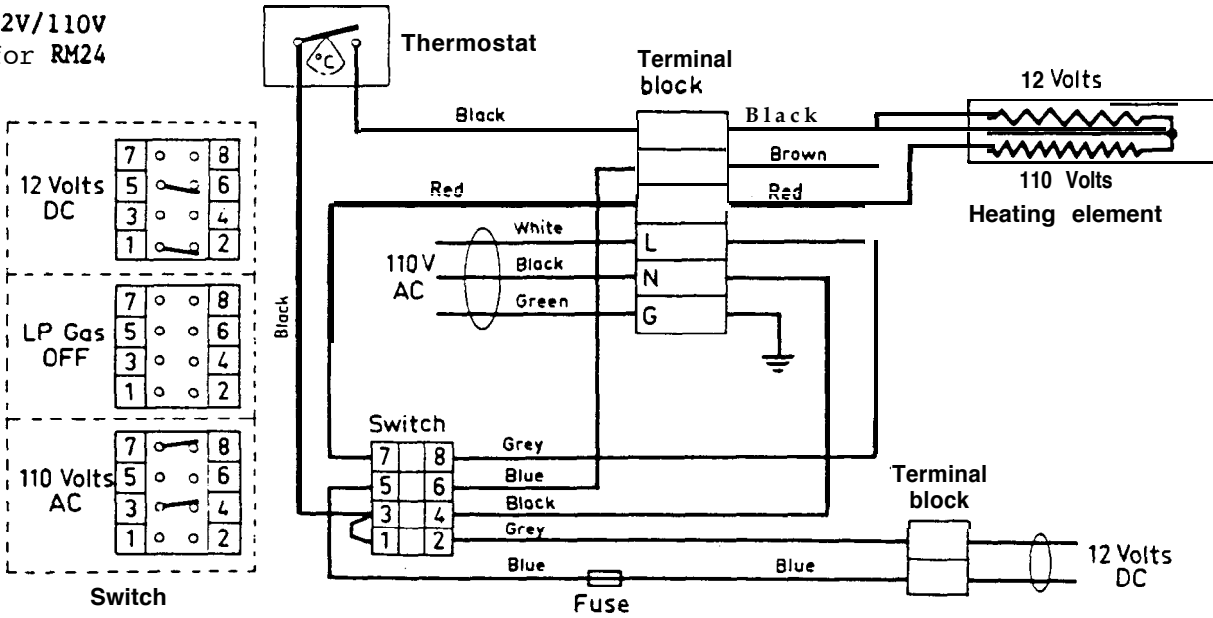 2V/110V
or RM24
Thermostat
°C
Terminal
block
12 Volts
Black
Black
Brown
Red
Red
110 Volts
Heating element
White
L
110V
AC
Black
N
Green
G
Black
12 Volts
DC
7 8
5 6
3 4
1 2
LP Gas
OFF
7 8
5 6
3 4
1 2
110 Volts
AC
7 8
5 6
3 4
1 2
Switch
Switch
7 8
5 6
3 4
1 2
Grey
Blue
Black
Grey
Blue
Fuse
Blue
Terminal
block
12 Volts
DC